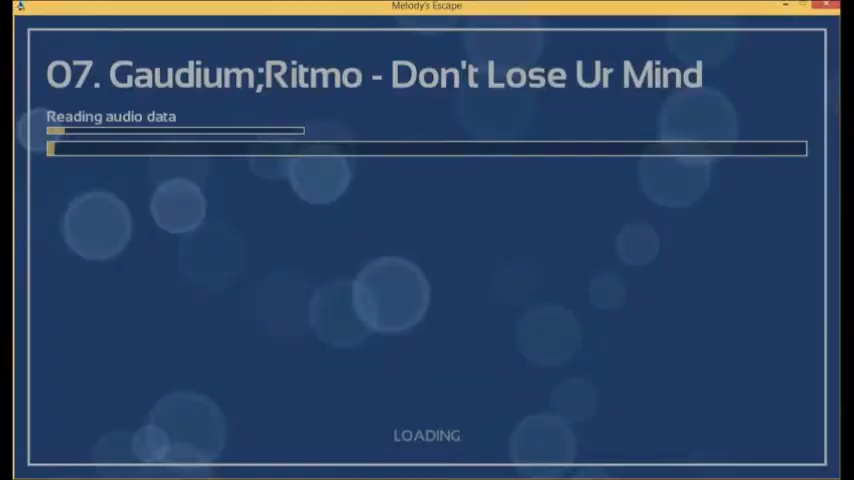 Melody's Escape
07. Gaudium;Ritmo - Don't Lose Ur Mind
Reading audio data
LOADING